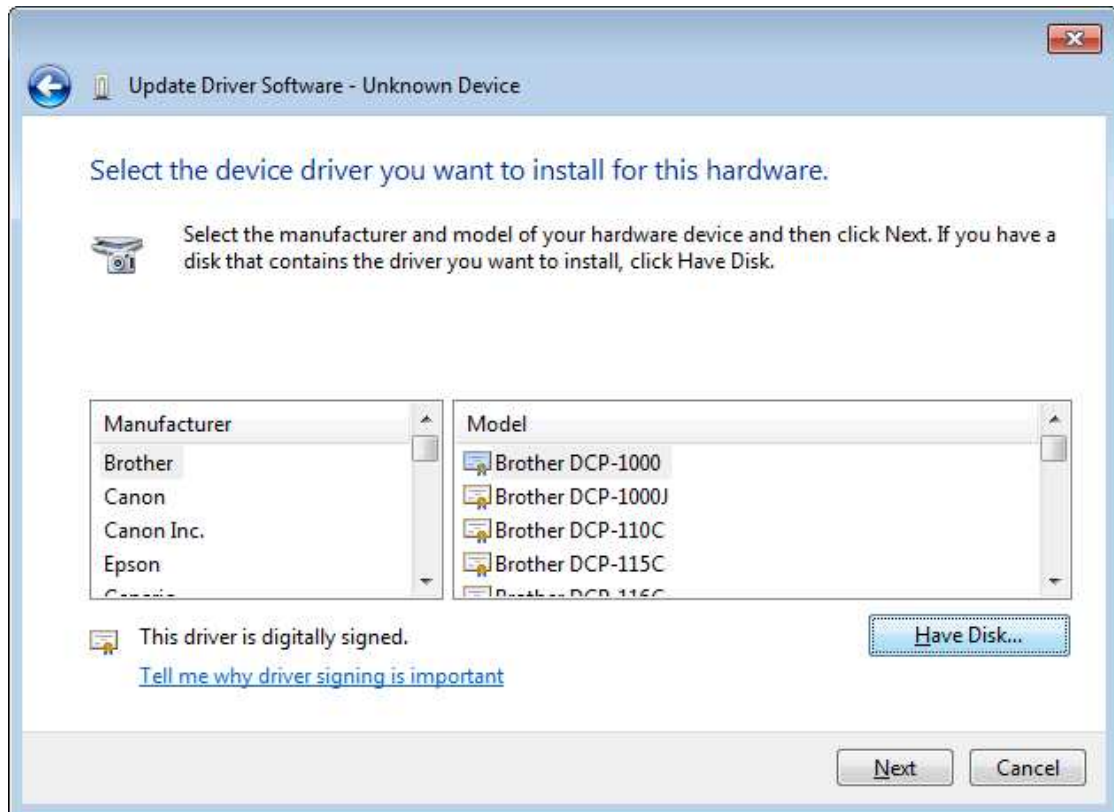 Update Driver Software - Unknown Device
Select the device driver you want to install for this hardware.
Select the manufacturer and model of your hardware device and then click Next. If you have a
disk that contains the driver you want to install, click Have Disk.
Manufacturer
Brother
Canon
Canon Inc.
Epson
Generic
Model
Brother DCP-1000
Brother DCP-1000J
Brother DCP-110C
Brother DCP-115C
Brother DCP-116C
This driver is digitally signed.
Have Disk...
Tell me why driver signing is important
Next
Cancel